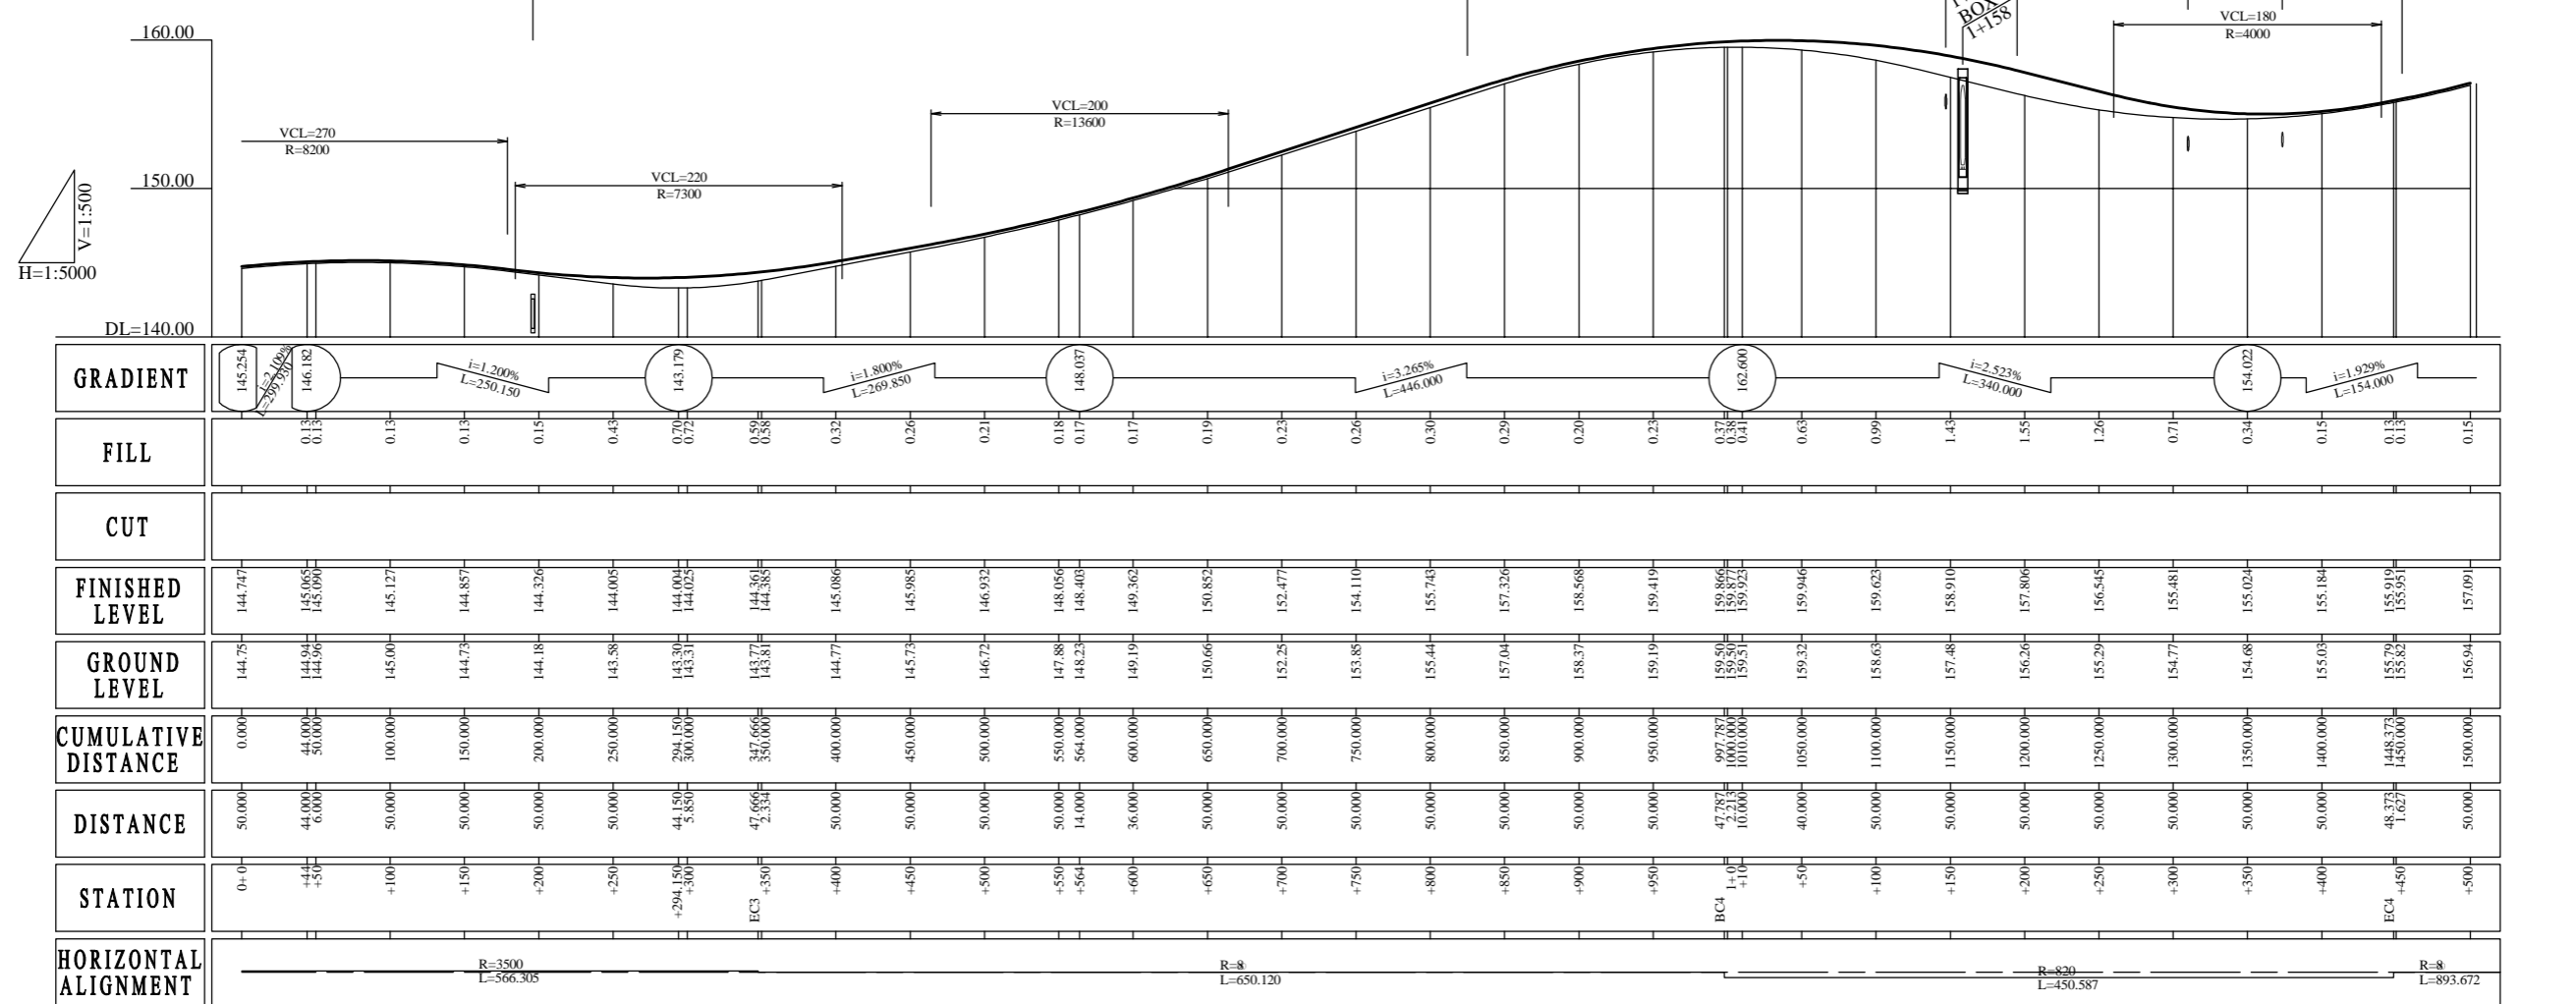 BOX
1+158
160.00
150.00
DL=140.00
V=1:500
H=1:5000
VCL=270
R=8200
VCL=220
R=7300
VCL=200
R=13600
VCL=180
R=4000
GRADIENT
145.254
i=2.109%
L=299.930
146.182
i=1.200%
L=250.150
143.179
i=1.800%
L=269.850
148.037
i=3.265%
L=446.000
162.600
i=2.523%
L=340.000
154.022
i=1.929%
L=154.000
FILL
0.13 0.13 0.13 0.13 0.15 0.43 0.70 0.72 0.59 0.58 0.32 0.26 0.21 0.18 0.17 0.17 0.19 0.23 0.26 0.30 0.29 0.20 0.23 0.37 0.38 0.41 0.63 0.99 1.43 1.55 1.26 0.71 0.34 0.15 0.13 0.13 0.15
CUT
FINISHED
LEVEL
144.747 145.065 145.090 145.127 144.857 144.326 144.005 144.004 144.025 144.361 144.385 145.086 145.985 146.932 148.056 148.403 149.362 150.852 152.477 154.110 155.743 157.326 158.568 159.419 159.866 159.877 159.923 159.946 159.623 158.910 157.806 156.545 155.481 155.024 155.184 155.919 155.951 157.091
GROUND
LEVEL
144.75 144.94 144.96 145.00 144.73 144.18 143.58 143.30 143.31 143.77 143.81 144.77 145.73 146.72 147.88 148.23 149.19 150.66 152.25 153.85 155.44 157.04 158.37 159.19 159.50 159.50 159.51 159.32 158.63 157.48 156.26 155.29 154.77 154.68 155.03 155.79 155.82 156.94
CUMULATIVE
DISTANCE
0.000 44.000 50.000 100.000 150.000 200.000 250.000 294.150 300.000 347.666 350.000 400.000 450.000 500.000 550.000 564.000 600.000 650.000 700.000 750.000 800.000 850.000 900.000 950.000 997.787 1000.000 1010.000 1050.000 1100.000 1150.000 1200.000 1250.000 1300.000 1350.000 1400.000 1448.373 1450.000 1500.000
DISTANCE
50.000 44.000 6.000 50.000 50.000 50.000 50.000 44.150 5.850 47.666 2.334 50.000 50.000 50.000 50.000 14.000 36.000 50.000 50.000 50.000 50.000 50.000 50.000 50.000 47.787 2.213 10.000 40.000 50.000 50.000 50.000 50.000 50.000 50.000 50.000 48.373 1.627 50.000
STATION
0+0 +44 +50 +100 +150 +200 +250 +294.150 +300 EC3 +350 +400 +450 +500 +550 +564 +600 +650 +700 +750 +800 +850 +900 +950 BC4 1+0 +10 +50 +100 +150 +200 +250 +300 +350 +400 EC4 +450 +500
HORIZONTAL
ALIGNMENT
R=3500
L=566.305
R=8
L=650.120
R=820
L=450.587
R=8
L=893.672